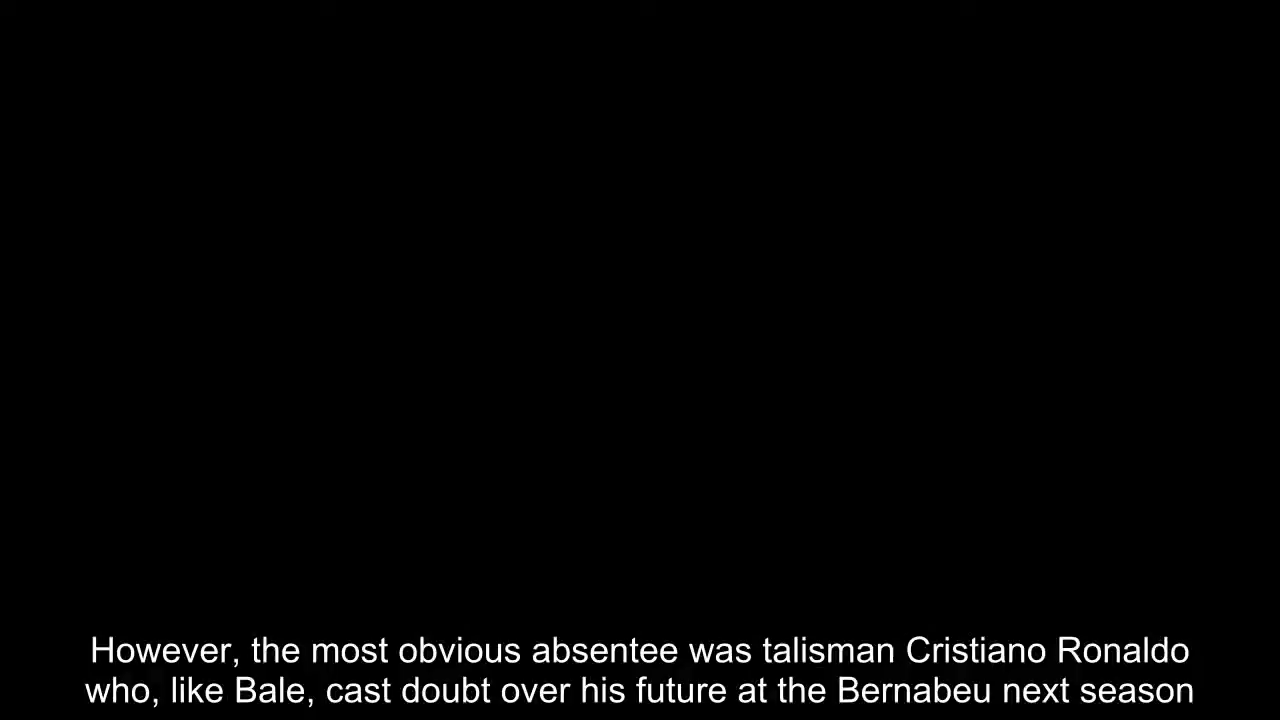 However, the most obvious absentee was talisman Cristiano Ronaldo
who, like Bale, cast doubt over his future at the Bernabeu next season